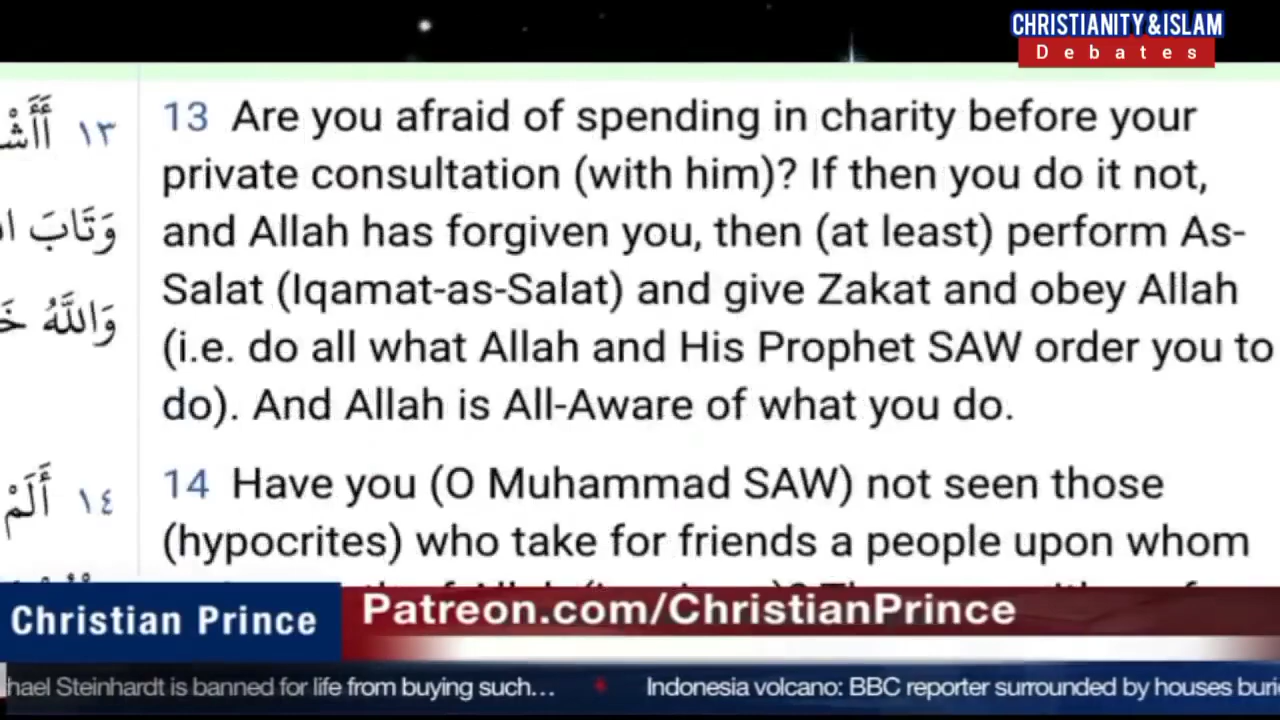 CHRISTIANITY & ISLAM
Debates
13 Are you afraid of spending in charity before your
private consultation (with him)? If then you do it not,
and Allah has forgiven you, then (at least) perform As-
Salat (Iqamat-as-Salat) and give Zakat and obey Allah
(i.e. do all what Allah and His Prophet SAW order you to
do). And Allah is All-Aware of what you do.
١٣
وَتَابَ
وَاللَّهُ
14 Have you (O Muhammad SAW) not seen those
(hypocrites) who take for friends a people upon whom
١٤ أَلَمْ
Christian Prince
Patreon.com/ChristianPrince
hael Steinhardt is banned for life from buying such... Indonesia volcano: BBC reporter surrounded by houses buri